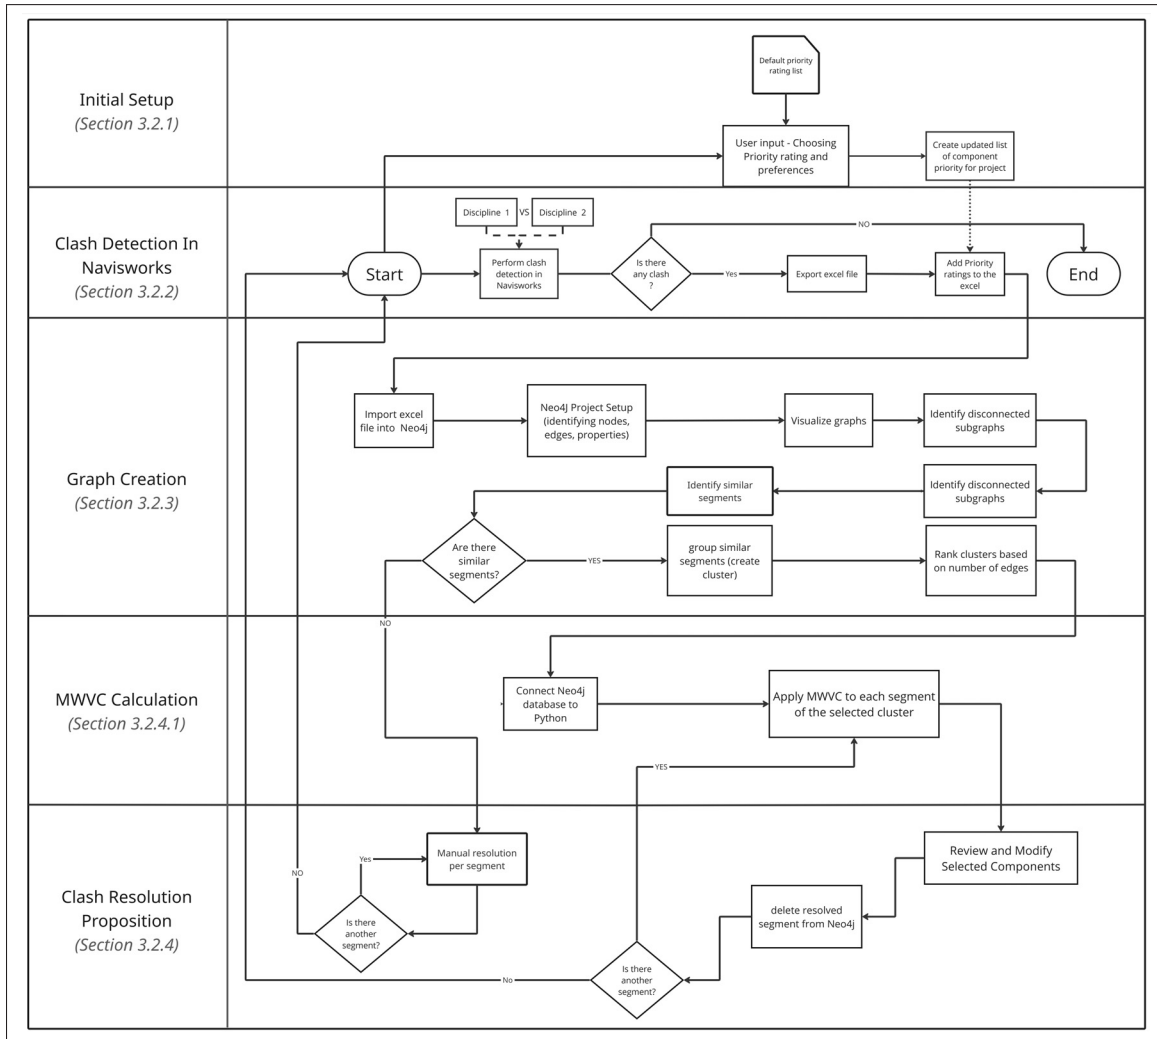 Default priority
rating list
Initial Setup
(Section 3.2.1)
User input - Choosing
Priority rating and
preferences
Create updated list
of component
priority for project
Clash Detection In
Navisworks
(Section 3.2.2)
Discipline 1
VS
Discipline 2
Start
Perform clash
detection in
Navisworks
Is there
any clash
?
NO
Yes
Export excel file
Add Priority
ratings to the
excel
End
Graph Creation
(Section 3.2.3)
Import excel
file into Neo4j
Neo4J Project Setup
(identifying nodes,
edges, properties)
Visualize graphs
Identify disconnected
subgraphs
Identify disconnected
subgraphs
Identify similar
segments
Are there
similar
segments?
YES
group similar
segments (create
cluster)
Rank clusters based
on number of edges
NO
MWVC Calculation
(Section 3.2.4.1)
Connect Neo4j
database to
Python
Apply MWVC to each segment
of the selected cluster
YES
Clash Resolution
Proposition
(Section 3.2.4)
Manual resolution
per segment
Yes
NO
Is there
another
segment?
Review and Modify
Selected Components
delete resolved
segment from Neo4j
Is there
another
segment?
No